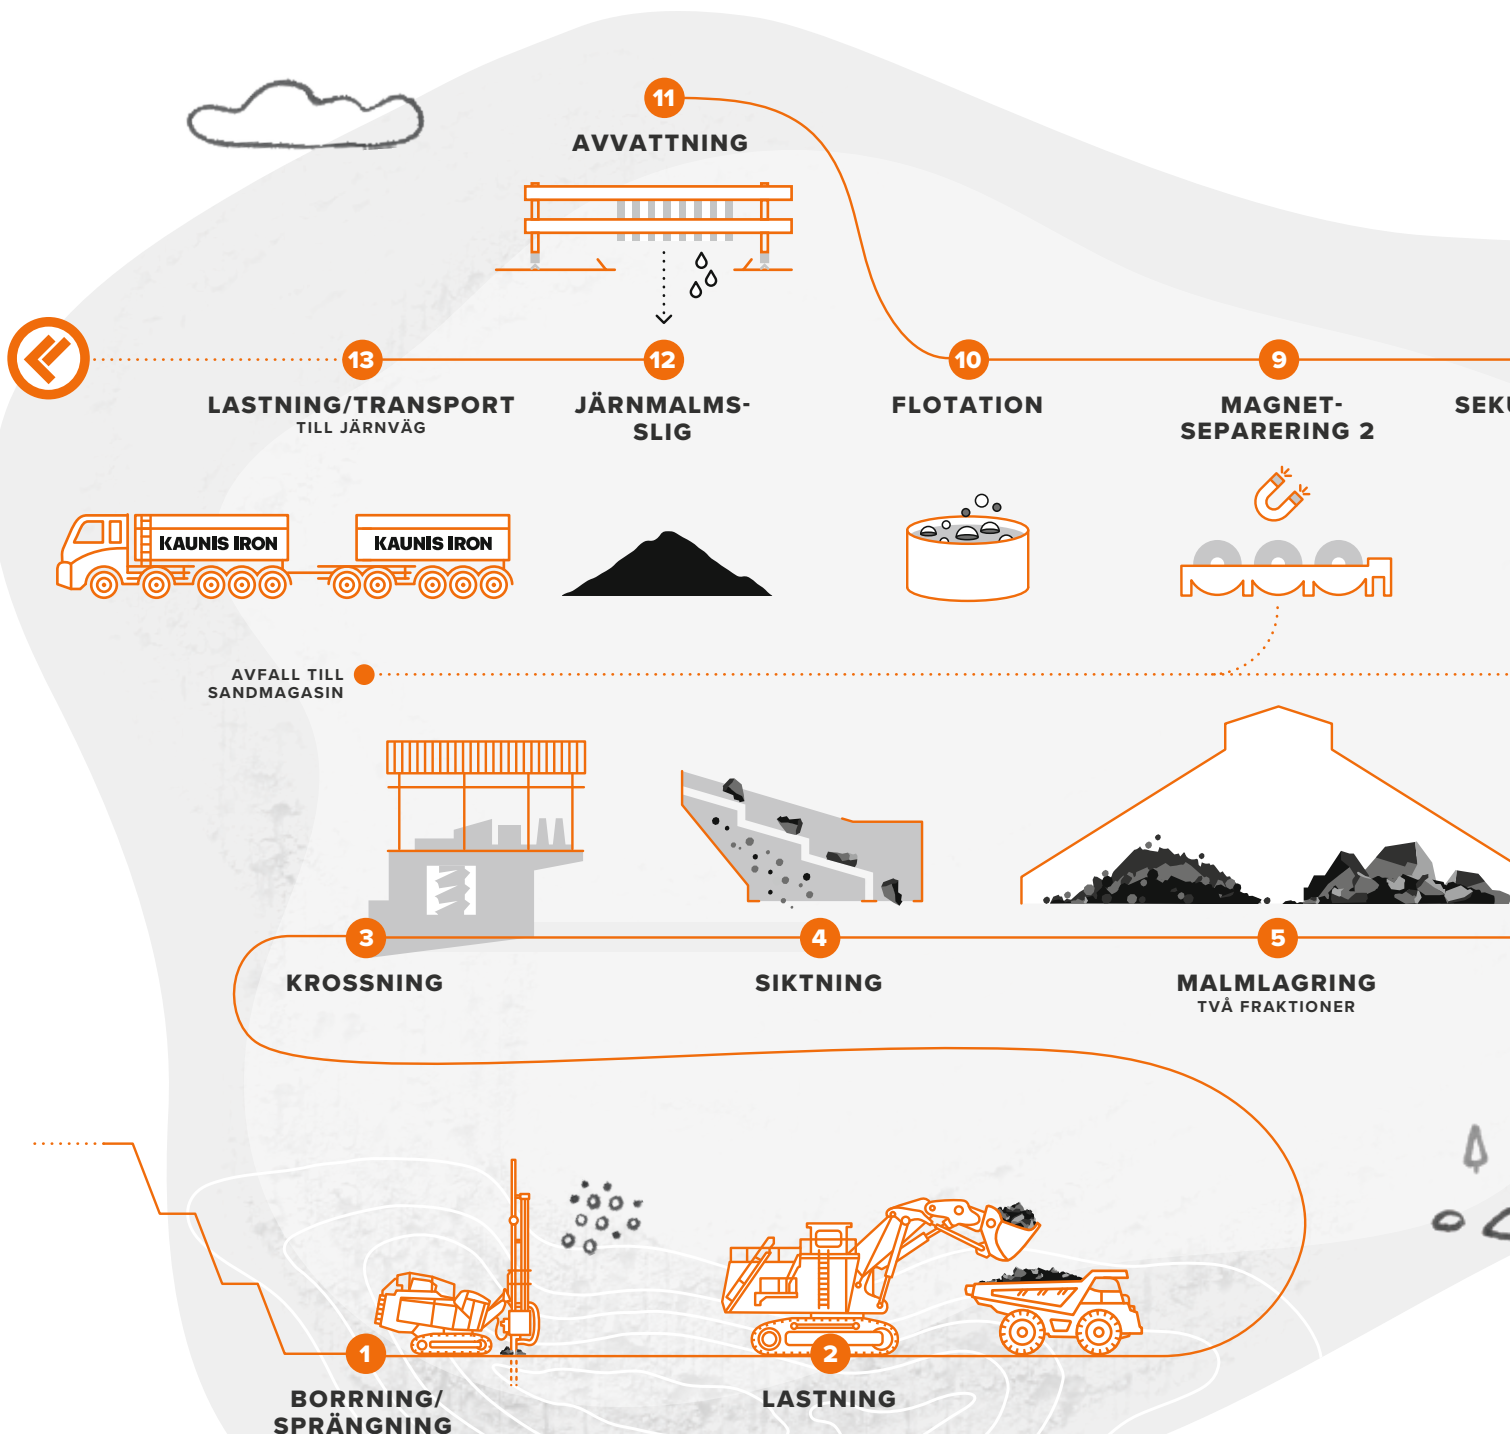 11
AVVATTNING
13
12
10
9
LASTNING/TRANSPORT
TILL JÄRNVÄG
JÄRNMALMS-
SLIG
FLOTATION
MAGNET-
SEPARERING 2
KAUNIS IRON
KAUNIS IRON
AVFALL TILL
SANDMAGASIN
3
KROSSNING
4
SIKTNING
5
MALMLAGRING
TVÅ FRAKTIONER
1
BORRNING/
SPRÄNGNING
2
LASTNING